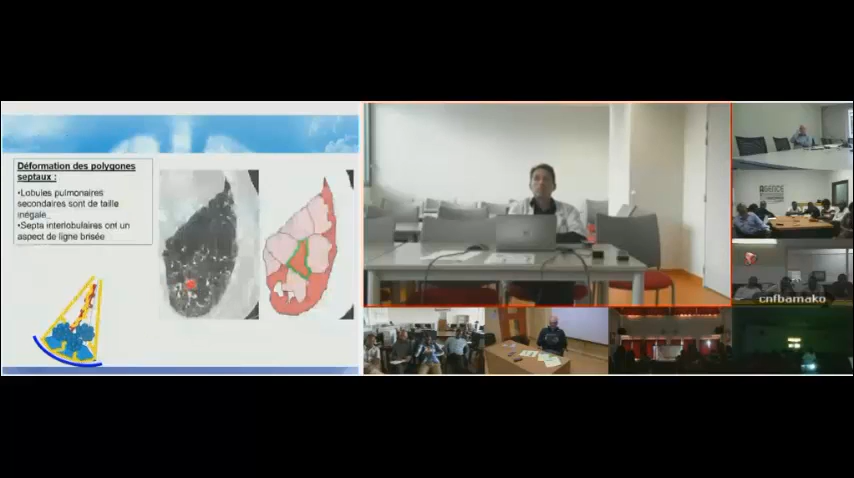 Déformation des polygones
septaux :
•Lobules pulmonaires
secondaires sont de taille
inégale
•Septa interlobulaires ont un
aspect de ligne brisée
AGENCE
cnfbamako